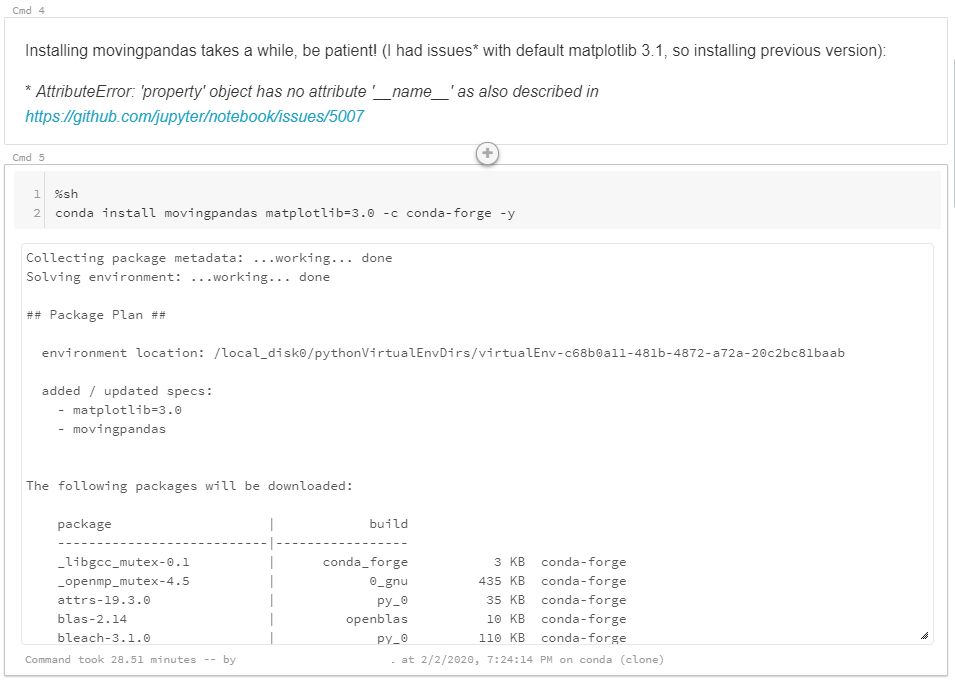 Cmd 4
Installing movingpandas takes a while, be patient! (I had issues* with default matplotlib 3.1, so installing previous version):
* AttributeError: 'property' object has no attribute '__name__' as also described in
https://github.com/jupyter/notebook/issues/5007
Cmd 5
1 %sh
2 conda install movingpandas matplotlib=3.0 -c conda-forge -y
Collecting package metadata: ...working... done
Solving environment: ...working... done
## Package Plan ##
environment location: /local_disk0/pythonVirtualEnvDirs/virtualEnv-c68b0a11-481b-4872-a72a-20c2bc81baab
added / updated specs:
- matplotlib=3.0
- movingpandas
The following packages will be downloaded:
package | build
---------------------------|-----------------
_libgcc_mutex-0.1 | conda_forge 3 KB conda-forge
_openmp_mutex-4.5 | 0_gnu 435 KB conda-forge
attrs-19.3.0 | py_0 35 KB conda-forge
blas-2.14 | openblas 10 KB conda-forge
bleach-3.1.0 | py_0 110 KB conda-forge
Command took 28.51 minutes -- by . at 2/2/2020, 7:24:14 PM on conda (clone)